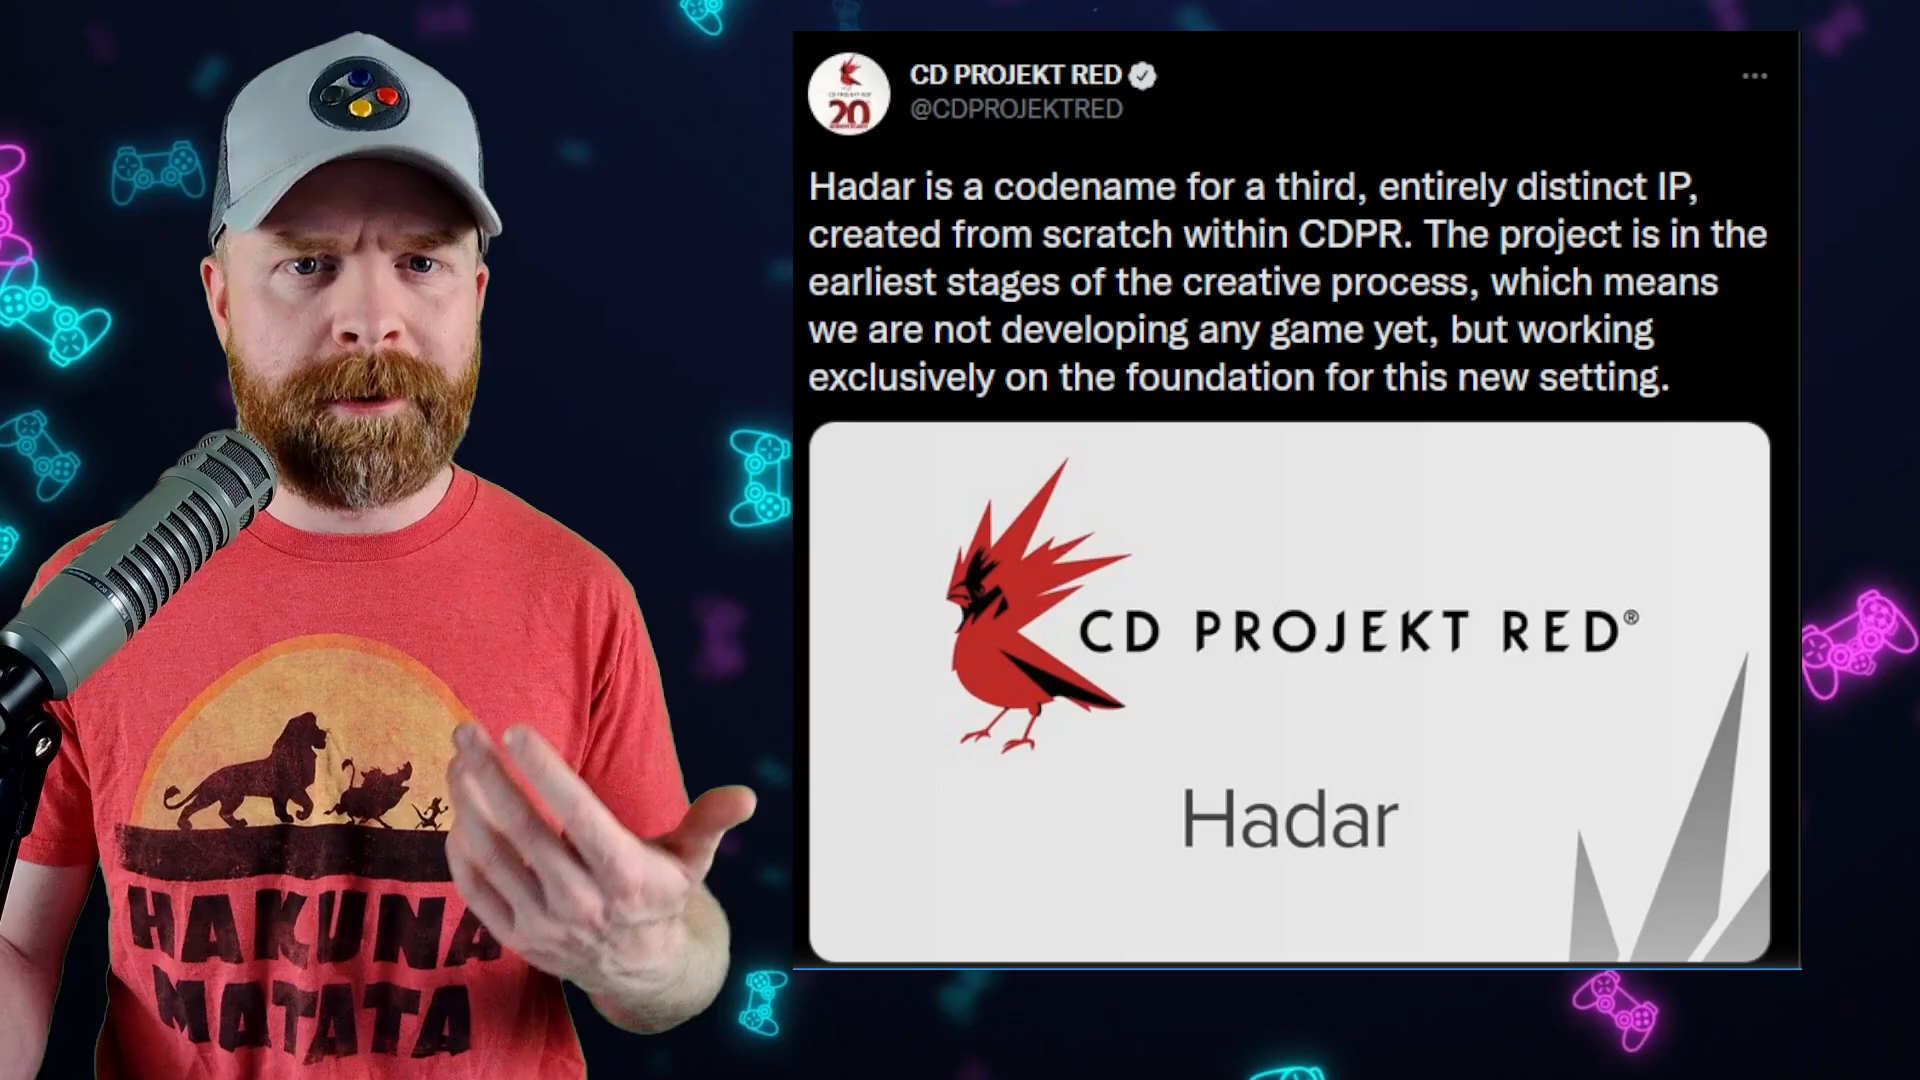 CD PROJEKT RED
@CDPROJEKTRED
Hadar is a codename for a third, entirely distinct IP,
created from scratch within CDPR. The project is in the
earliest stages of the creative process, which means
we are not developing any game yet, but working
exclusively on the foundation for this new setting.
20
CD PROJEKT RED®
Hadar
HAKUNA
MATATA